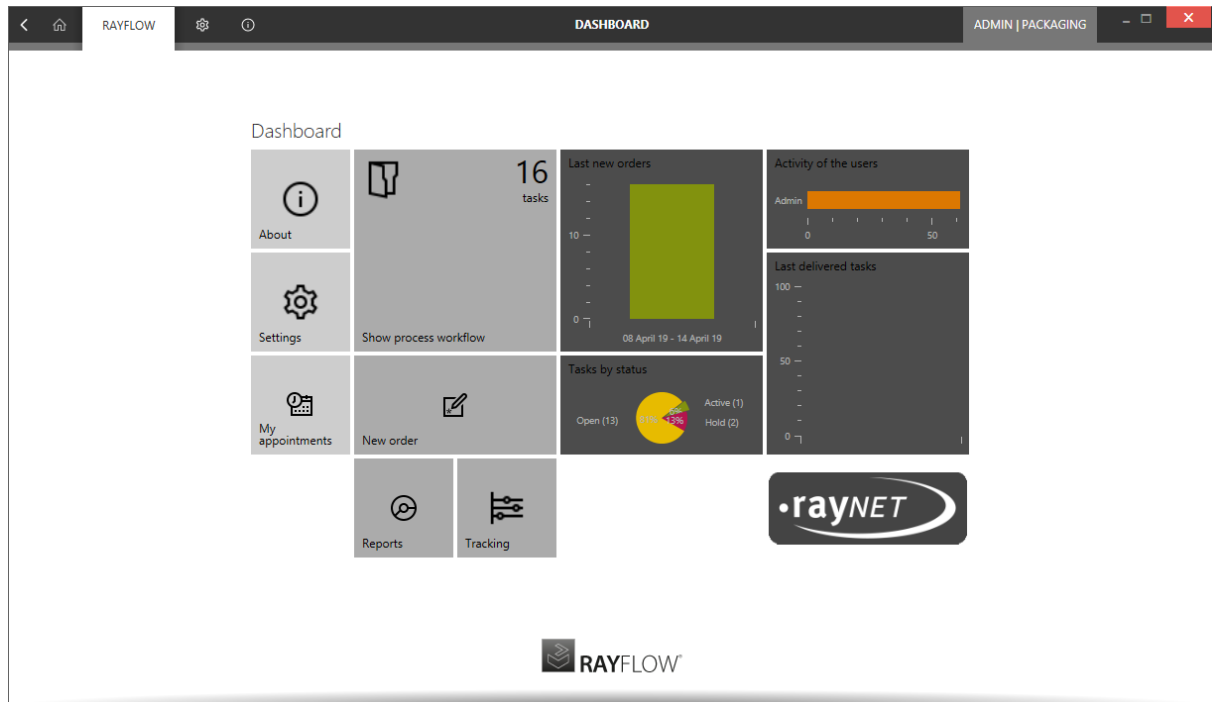 RAYFLOW
DASHBOARD
ADMIN | PACKAGING
Dashboard
About
16
tasks
Show process workflow
Last new orders
10
0
08 April 19 - 14 April 19
Activity of the users
Admin
0
50
Settings
Last delivered tasks
100
50
0
My
appointments
New order
Tasks by status
Open (13)
13%
Active (1)
Hold (2)
Reports
Tracking
rayNET
RAYFLOW